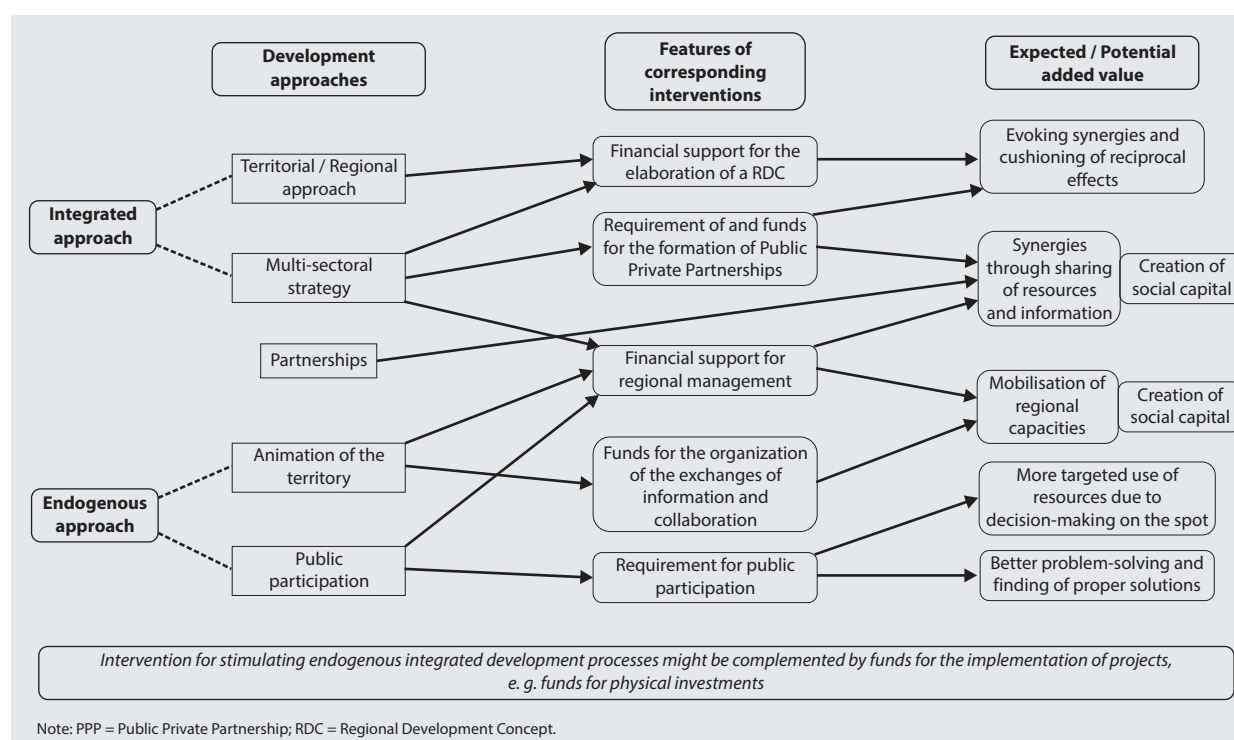 Development
approaches
Features of
corresponding
interventions
Expected / Potential
added value
Integrated
approach
Territorial / Regional
approach
Multi-sectoral
strategy
Partnerships
Endogenous
approach
Animation of the
territory
Public
participation
Financial support for the
elaboration of a RDC
Requirement of and funds
for the formation of Public
Private Partnerships
Financial support for
regional management
Funds for the organization
of the exchanges of
information and
collaboration
Requirement for public
participation
Evoking synergies and
cushioning of reciprocal
effects
Synergies
through sharing
of resources
and information
Creation of
social capital
Mobilisation of
regional
capacities
Creation of
social capital
More targeted use of
resources due to
decision-making on the spot
Better problem-solving and
finding of proper solutions
Intervention for stimulating endogenous integrated development processes might be complemented by funds for the implementation of projects,
e. g. funds for physical investments
Note: PPP = Public Private Partnership; RDC = Regional Development Concept.